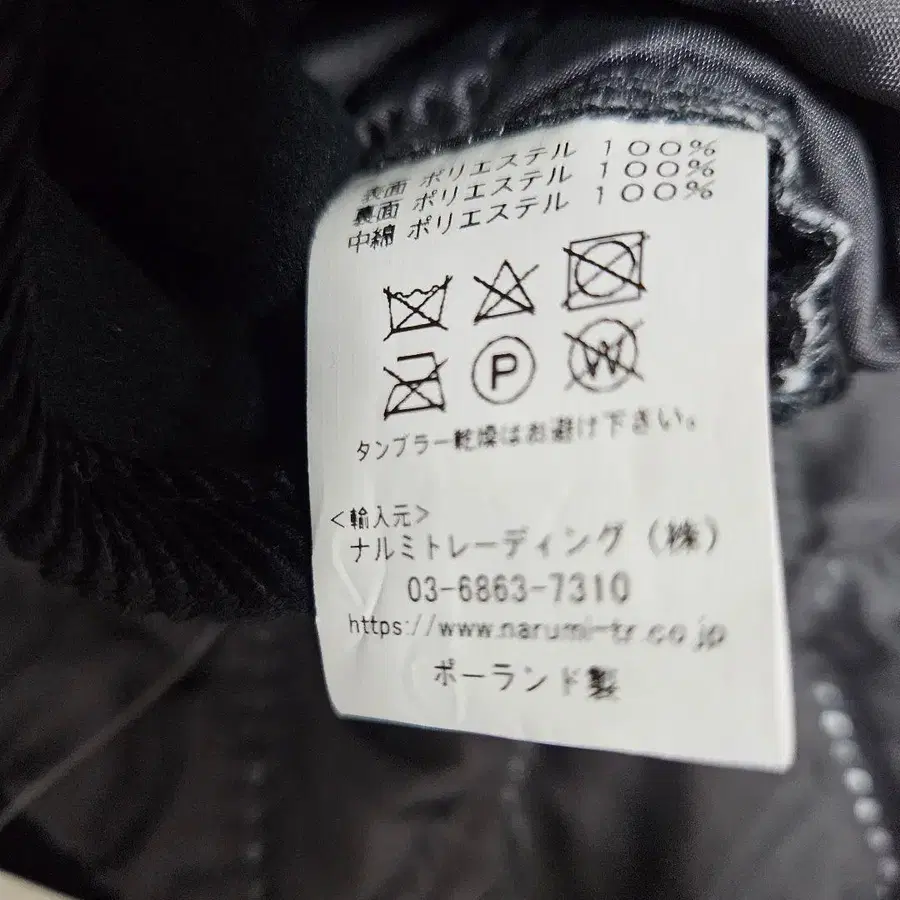 表面 ポリエステル 100%
裏面 ポリエステル 100%
中綿 ポリエステル 100%
P W
タンブラー乾燥はお避け下さい。
<輸入元>
ナルミトレーディング(株)
03-6863-7310
https://www.narumi-tr.co.jp
ポーランド製